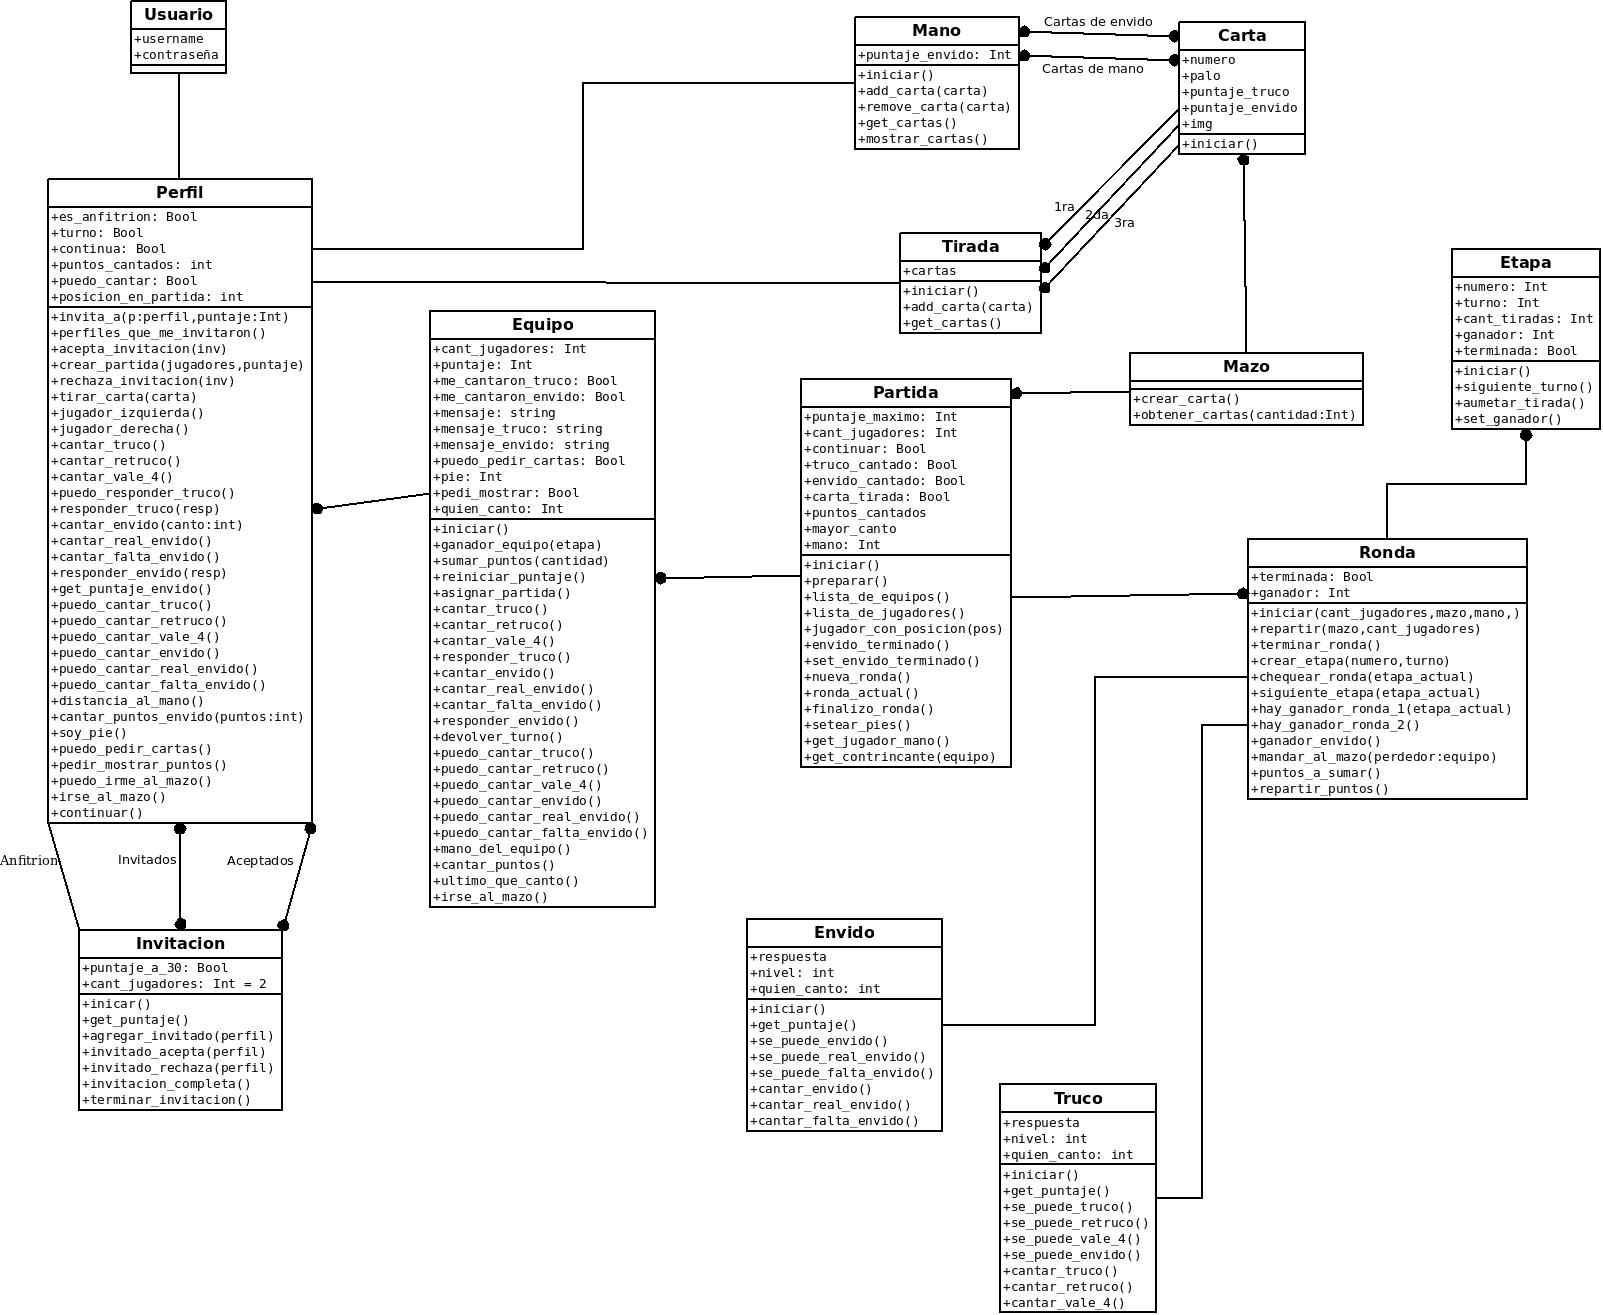 Usuario
+username
+contraseña
Perfil
+es_anfitrion: Bool
+turno: Bool
+continua: Bool
+puntos_cantados: int
+puedo_cantar: Bool
+posicion_en_partida: int
+invita_a(p:perfil,puntaje:Int)
+perfiles_que_me_invitaron()
+acepta_invitacion(inv)
+crear_partida(jugadores,puntaje)
+rechaza_invitacion(inv)
+tirar_carta(carta)
+jugador_izquierda()
+jugador_derecha()
+cantar_truco()
+cantar_retruco()
+cantar_vale_4()
+puedo_responder_truco()
+responder_truco(resp)
+cantar_envido(canto:int)
+cantar_real_envido()
+cantar_falta_envido()
+responder_envido(resp)
+get_puntaje_envido()
+puedo_cantar_truco()
+puedo_cantar_retruco()
+puedo_cantar_vale_4()
+puedo_cantar_envido()
+puedo_cantar_real_envido()
+puedo_cantar_falta_envido()
+distancia_al_mano()
+cantar_puntos_envido(puntos:int)
+soy_pie()
+puedo_pedir_cartas()
+pedir_mostrar_puntos()
+puedo_irme_al_mazo()
+irse_al_mazo()
+continuar()
Anfitrion
Invitados
Aceptados
Invitacion
+puntaje_a_30: Bool
+cant_jugadores: Int = 2
+inicar()
+get_puntaje()
+agregar_invitado(perfil)
+invitado_acepta(perfil)
+invitado_rechaza(perfil)
+invitacion_completa()
+terminar_invitacion()
Equipo
+cant_jugadores: Int
+puntaje: Int
+me_cantaron_truco: Bool
+me_cantaron_envido: Bool
+mensaje: string
+mensaje_truco: string
+mensaje_envido: string
+puedo_pedir_cartas: Bool
+pie: Int
+pedi_mostrar: Bool
+quien_canto: Int
+iniciar()
+ganador_equipo(etapa)
+sumar_puntos(cantidad)
+reiniciar_puntaje()
+asignar_partida()
+cantar_truco()
+cantar_retruco()
+cantar_vale_4()
+responder_truco()
+cantar_envido()
+cantar_real_envido()
+cantar_falta_envido()
+responder_envido()
+devolver_turno()
+puedo_cantar_truco()
+puedo_cantar_retruco()
+puedo_cantar_vale_4()
+puedo_cantar_envido()
+puedo_cantar_real_envido()
+puedo_cantar_falta_envido()
+mano_del_equipo()
+cantar_puntos()
+ultimo_que_canto()
+irse_al_mazo()
Mano
+puntaje_envido: Int
+iniciar()
+add_carta(carta)
+remove_carta(carta)
+get_cartas()
+mostrar_cartas()
Cartas de envido
Cartas de mano
Carta
+numero
+palo
+puntaje_truco
+puntaje_envido
+img
+iniciar()
1ra
2da
3ra
Tirada
+cartas
+iniciar()
+add_carta(carta)
+get_cartas()
Mazo
+crear_carta()
+obtener_cartas(cantidad:Int)
Etapa
+numero: Int
+turno: Int
+cant_tiradas: Int
+ganador: Int
+terminada: Bool
+iniciar()
+siguiente_turno()
+aumetar_tirada()
+set_ganador()
Partida
+puntaje_maximo: Int
+cant_jugadores: Int
+continuar: Bool
+truco_cantado: Bool
+envido_cantado: Bool
+carta_tirada: Bool
+puntos_cantados
+mayor_canto
+mano: Int
+iniciar()
+preparar()
+lista_de_equipos()
+lista_de_jugadores()
+jugador_con_posicion(pos)
+envido_terminado()
+set_envido_terminado()
+nueva_ronda()
+ronda_actual()
+finalizo_ronda()
+setear_pies()
+get_jugador_mano()
+get_contrincante(equipo)
Ronda
+terminada: Bool
+ganador: Int
+iniciar(cant_jugadores,mazo,mano,)
+repartir(mazo,cant_jugadores)
+terminar_ronda()
+crear_etapa(numero,turno)
+chequear_ronda(etapa_actual)
+siguiente_etapa(etapa_actual)
+hay_ganador_ronda_1(etapa_actual)
+hay_ganador_ronda_2()
+ganador_envido()
+mandar_al_mazo(perdedor:equipo)
+puntos_a_sumar()
+repartir_puntos()
Envido
+respuesta
+nivel: int
+quien_canto: int
+iniciar()
+get_puntaje()
+se_puede_envido()
+se_puede_real_envido()
+se_puede_falta_envido()
+cantar_envido()
+cantar_real_envido()
+cantar_falta_envido()
Truco
+respuesta
+nivel: int
+quien_canto: int
+iniciar()
+get_puntaje()
+se_puede_truco()
+se_puede_retruco()
+se_puede_vale_4()
+se_puede_envido()
+cantar_truco()
+cantar_retruco()
+cantar_vale_4()